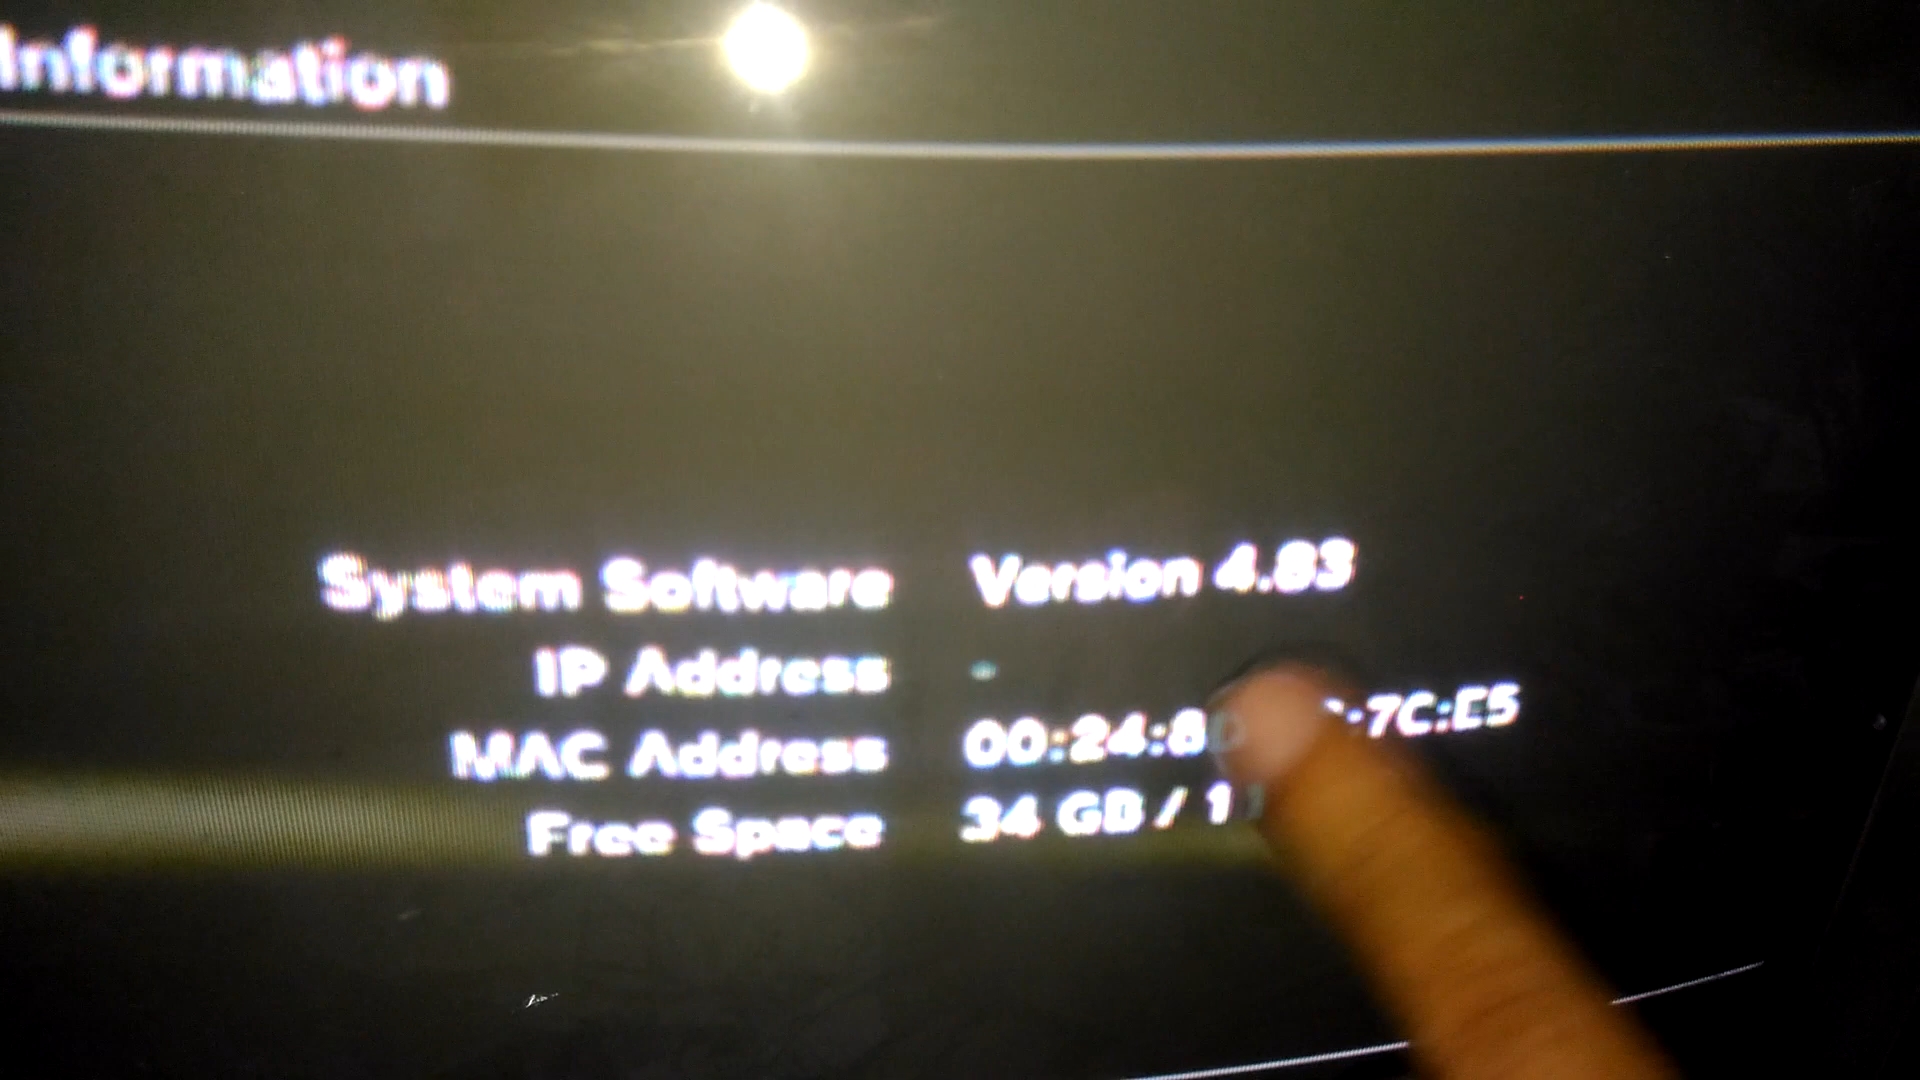 Information
System Software Version 4.83
IP Address -
MAC Address 00:24:8D :7C:E5
Free Space 34 GB / 1